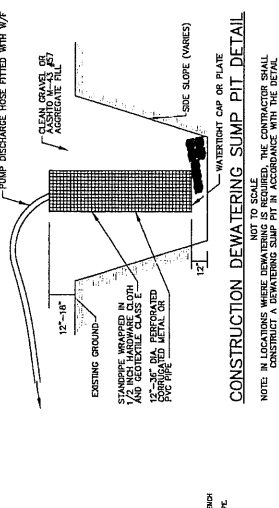 PUMP DISCHARGE HOSE FITTED WITH W/F
CLEAN GRAVEL OR
AASHTO M-43 #57
AGGREGATE FILL
SIDE SLOPE (VARIES)
WATERTIGHT CAP OR PLATE
12"
12"-18"
EXISTING GROUND
STANDPIPE WRAPPED IN
1/2 INCH HARDWARE CLOTH
AND GEOTEXTILE CLASS E
12"-36" DIA. PERFORATED
CORRUGATED METAL OR
PVC PIPE
CONSTRUCTION DEWATERING SUMP PIT DETAIL
NOT TO SCALE
NOTE: IN LOCATIONS WHERE DEWATERING IS REQUIRED, THE CONTRACTOR SHALL
CONSTRUCT A DEWATERING SUMP PIT IN ACCORDANCE WITH THE DETAIL